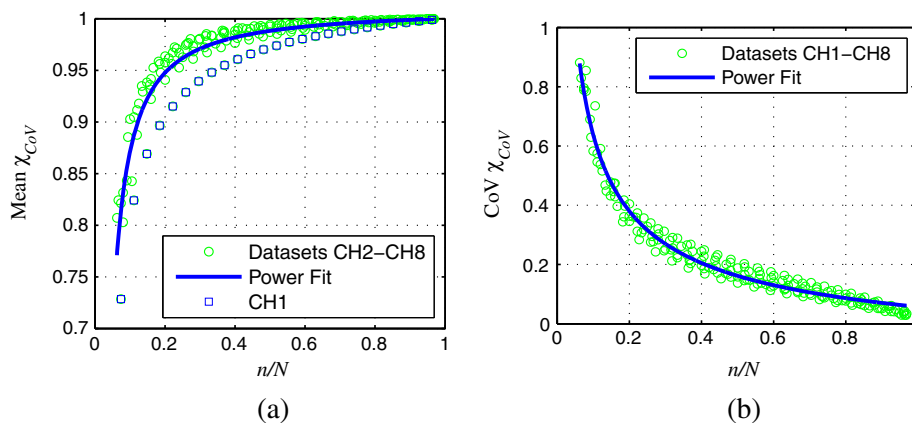 Mean χCoV
1
0.95
0.9
0.85
0.8
0.75
0.7
0
0.2
0.4
0.6
0.8
1
n/N
Datasets CH2−CH8
Power Fit
CH1
(a)
CoV χCoV
1
0.8
0.6
0.4
0.2
0
0
0.2
0.4
0.6
0.8
n/N
Datasets CH1−CH8
Power Fit
(b)